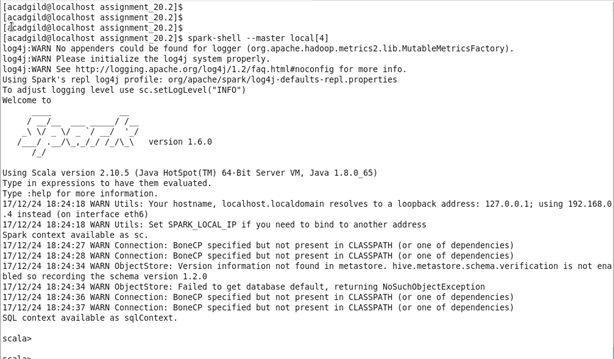 [acadgild@localhost assignment_20.2]$
[acadgild@localhost assignment_20.2]$
[acadgild@localhost assignment_20.2]$
[acadgild@localhost assignment_20.2]$ spark-shell --master local[4]
log4j:WARN No appenders could be found for logger (org.apache.hadoop.metrics2.lib.MutableMetricsFactory).
log4j:WARN Please initialize the log4j system properly.
log4j:WARN See http://logging.apache.org/log4j/1.2/faq.html#noconfig for more info.
Using Spark's repl log4j profile: org/apache/spark/log4j-defaults-repl.properties
To adjust logging level use sc.setLogLevel("INFO")
Welcome to
      ____              __
     / __/__  ___ _____/ /__
    _\ \/ _ \/ _ `/ __/  '_/
   /___/ .__/\_,_/_/ /_/\_\   version 1.6.0
      /_/
Using Scala version 2.10.5 (Java HotSpot(TM) 64-Bit Server VM, Java 1.8.0_65)
Type in expressions to have them evaluated.
Type :help for more information.
17/12/24 18:24:18 WARN Utils: Your hostname, localhost.localdomain resolves to a loopback address: 127.0.0.1; using 192.168.0
.4 instead (on interface eth6)
17/12/24 18:24:18 WARN Utils: Set SPARK_LOCAL_IP if you need to bind to another address
Spark context available as sc.
17/12/24 18:24:27 WARN Connection: BoneCP specified but not present in CLASSPATH (or one of dependencies)
17/12/24 18:24:28 WARN Connection: BoneCP specified but not present in CLASSPATH (or one of dependencies)
17/12/24 18:24:34 WARN ObjectStore: Version information not found in metastore. hive.metastore.schema.verification is not ena
bled so recording the schema version 1.2.0
17/12/24 18:24:34 WARN ObjectStore: Failed to get database default, returning NoSuchObjectException
17/12/24 18:24:36 WARN Connection: BoneCP specified but not present in CLASSPATH (or one of dependencies)
17/12/24 18:24:37 WARN Connection: BoneCP specified but not present in CLASSPATH (or one of dependencies)
SQL context available as sqlContext.
scala>
scala>